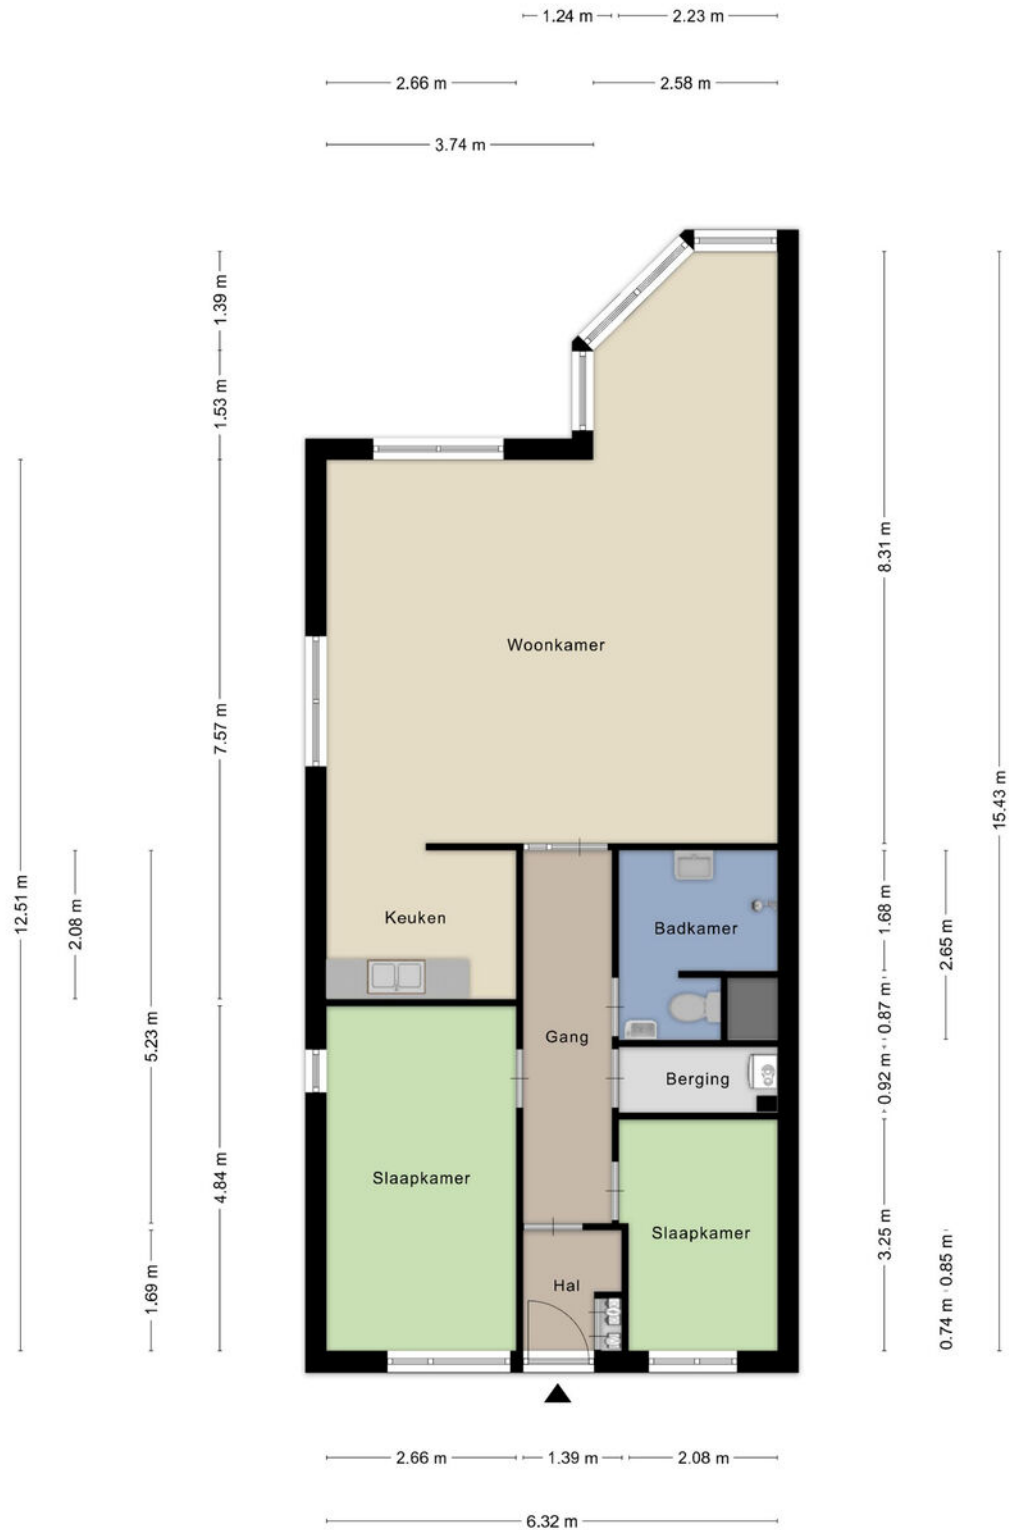 1.24 m
2.23 m
2.66 m
2.58 m
3.74 m
1.39 m
1.53 m
7.57 m
4.84 m
12.51 m
2.08 m
5.23 m
1.69 m
8.31 m
15.43 m
1.68 m
0.87 m
0.92 m
3.25 m
2.65 m
0.85 m
0.74 m
Woonkamer
Keuken
Badkamer
Gang
Berging
Slaapkamer
Slaapkamer
Hal
2.66 m
1.39 m
2.08 m
6.32 m